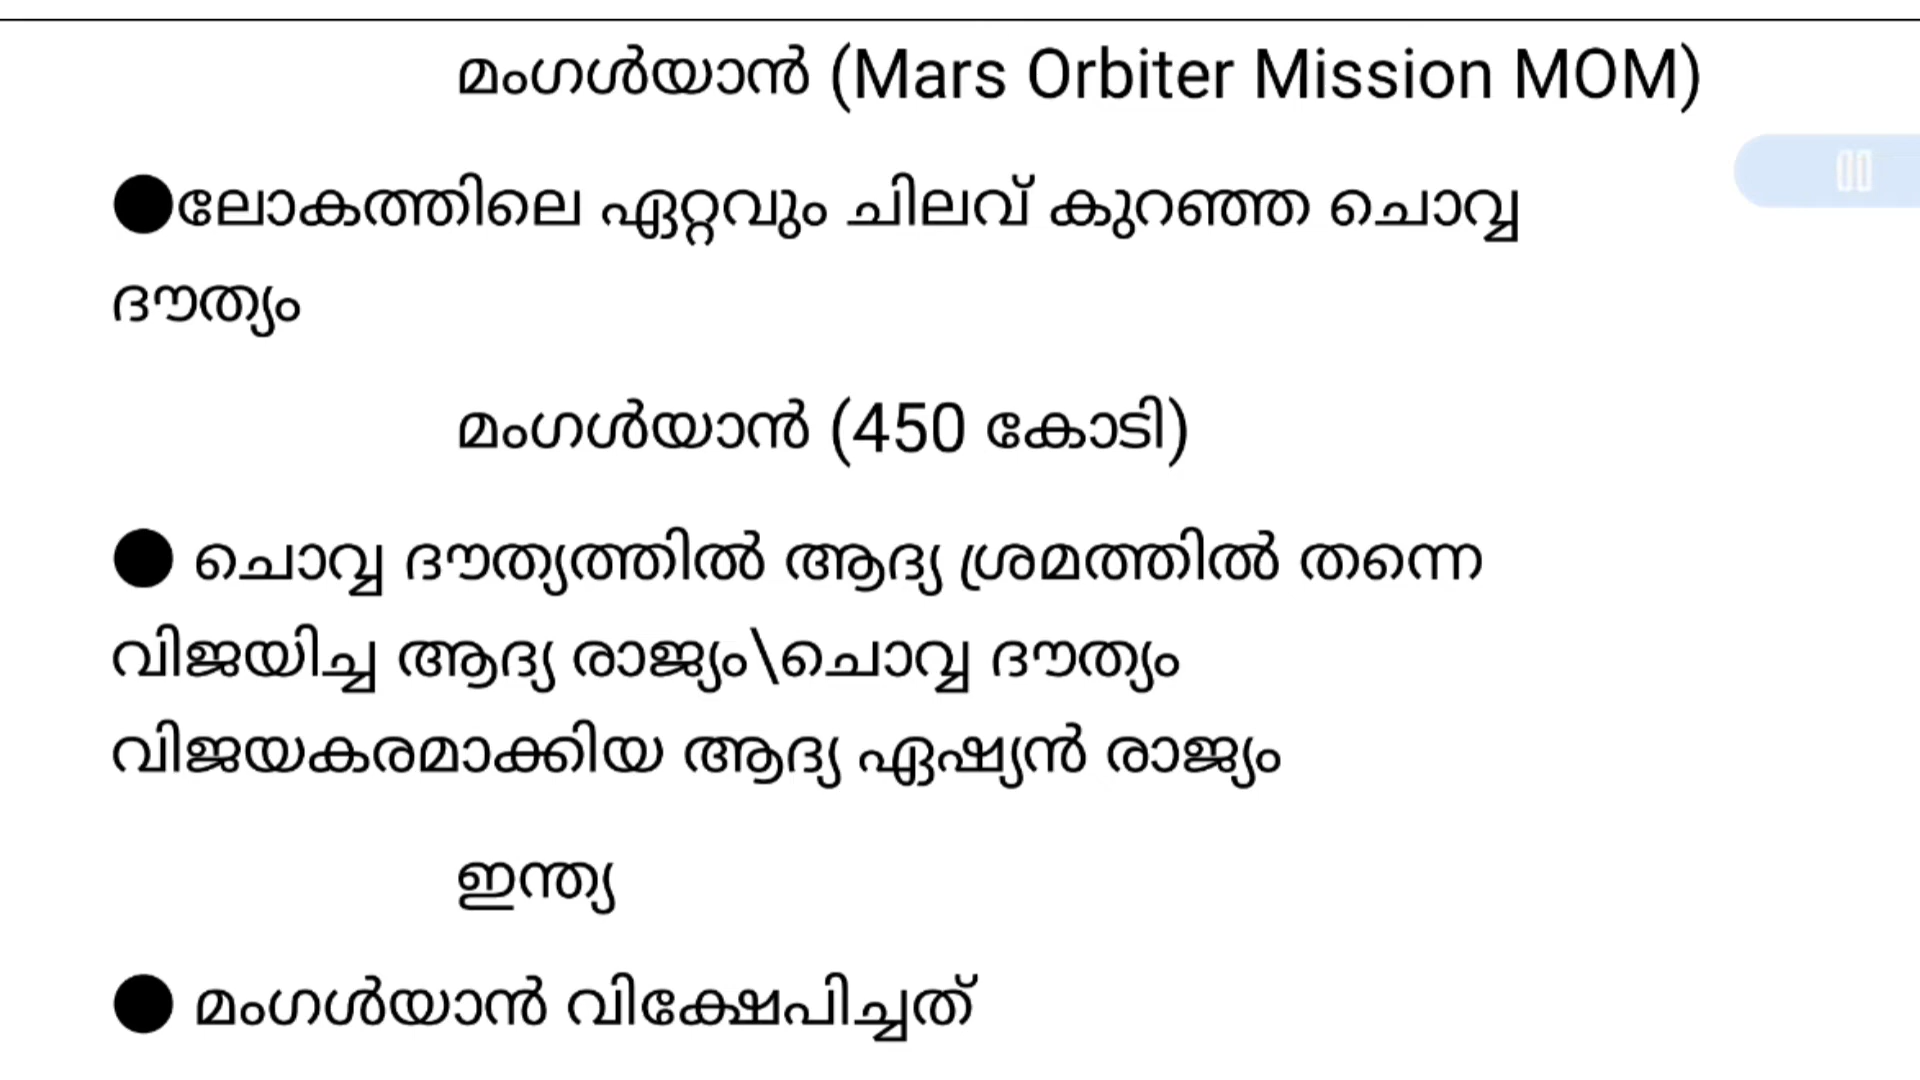 മംഗൾയാൻ (Mars Orbiter Mission MOM)
●ലോകത്തിലെ ഏറ്റവും ചിലവ് കുറഞ്ഞ ചൊവ്വ
ദൗത്യം
മംഗൾയാൻ (450 കോടി)
● ചൊവ്വ ദൗത്യത്തിൽ ആദ്യ ശ്രമത്തിൽ തന്നെ
വിജയിച്ച ആദ്യ രാജ്യം\ചൊവ്വ ദൗത്യം
വിജയകരമാക്കിയ ആദ്യ ഏഷ്യൻ രാജ്യം
ഇന്ത്യ
● മംഗൾയാൻ വിക്ഷേപിച്ചത്